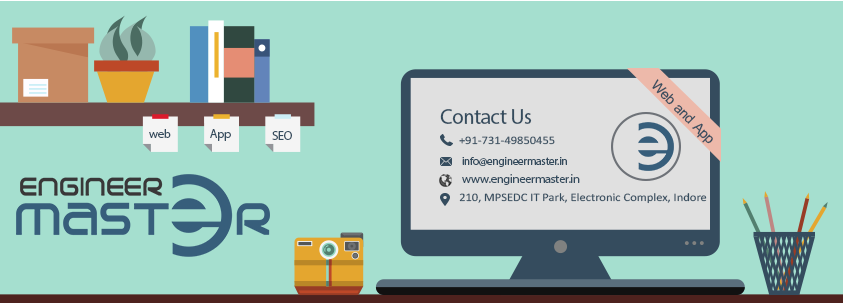 web
App
SEO
ENGINEER
master
Contact Us
+91-731-49850455
info@engineermaster.in
www.engineermaster.in
210, MPSEDC IT Park, Electronic Complex, Indore
Web and App
e